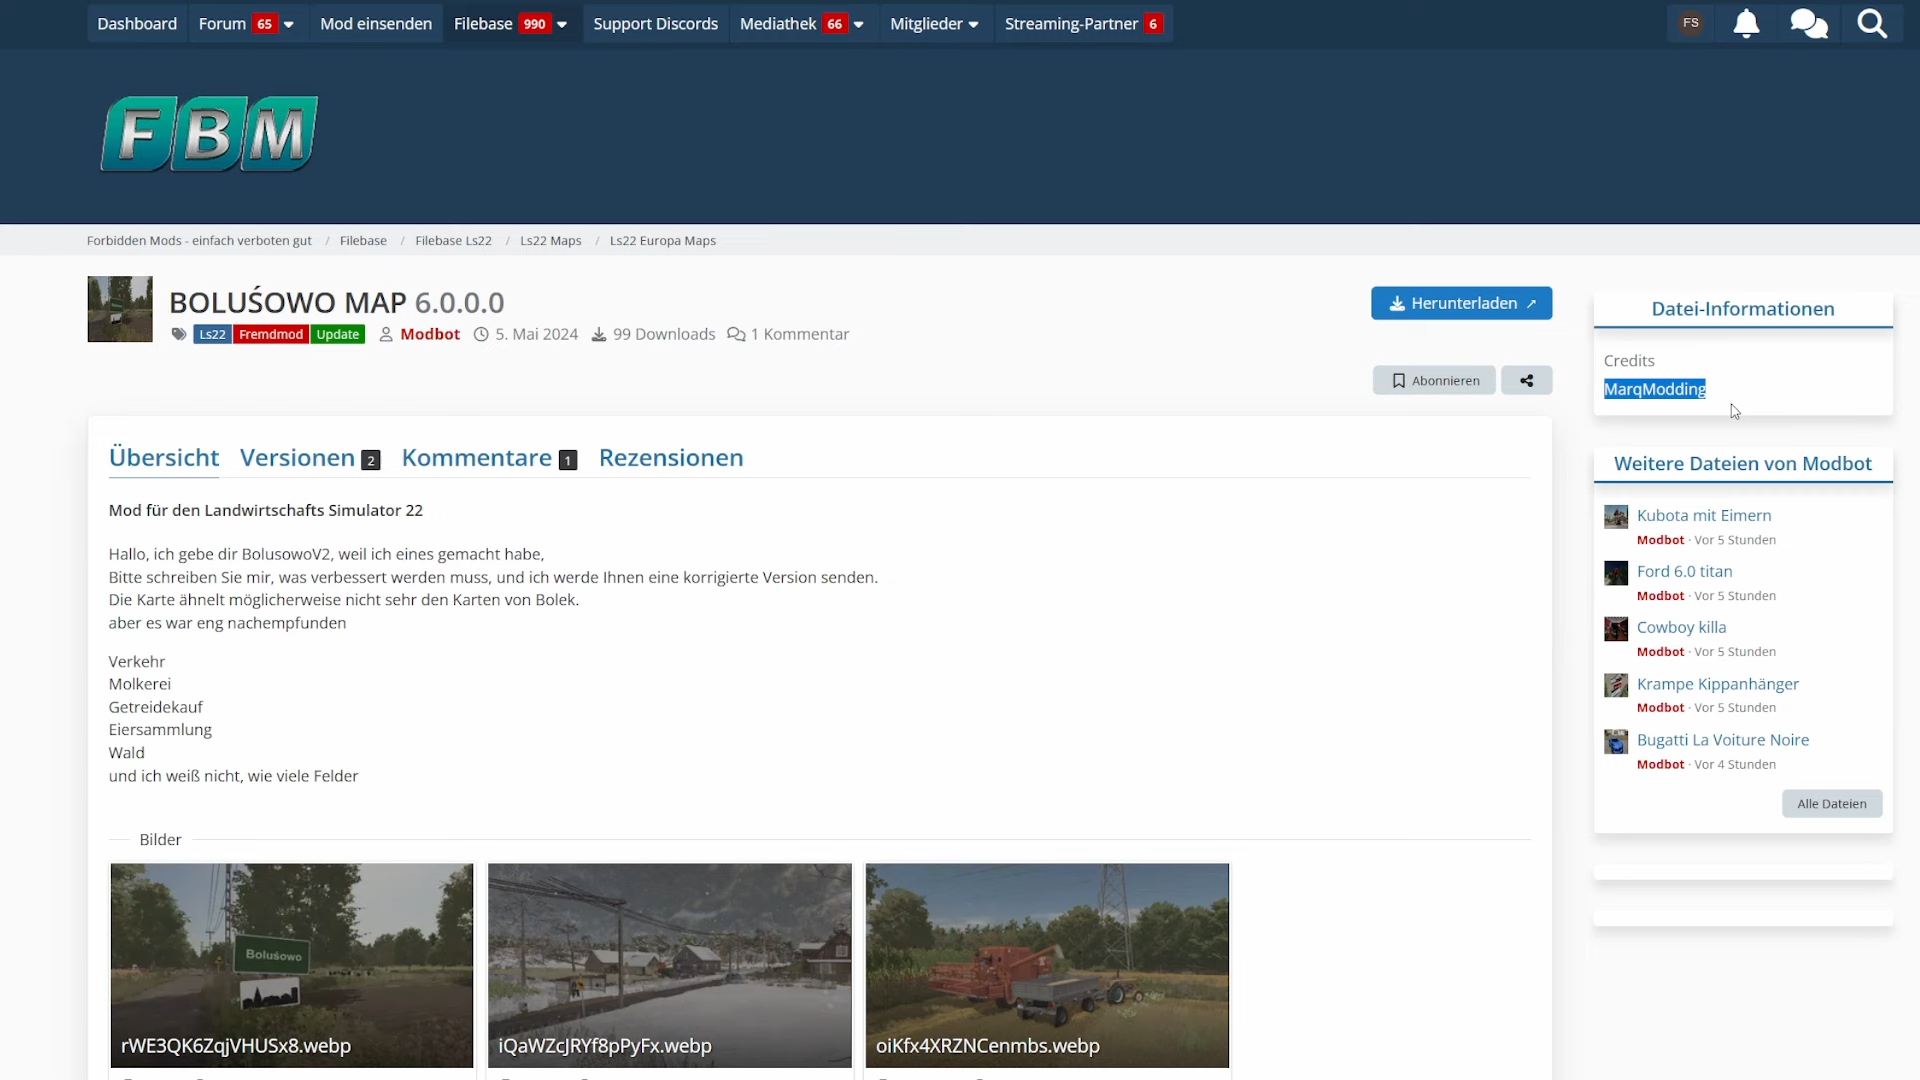 Dashboard Forum 65 Mod einsenden Filebase 990 Support Discords Mediathek 66 Mitglieder Streaming-Partner 6 FS
FBM
Forbidden Mods - einfach verboten gut / Filebase / Filebase Ls22 / Ls22 Maps / Ls22 Europa Maps
BOLUŚOWO MAP 6.0.0.0
Ls22 Fremdmod Update Modbot 5. Mai 2024 99 Downloads 1 Kommentar
Herunterladen
Abonnieren
Übersicht Versionen 2 Kommentare 1 Rezensionen
Mod für den Landwirtschafts Simulator 22
Hallo, ich gebe dir BolusowoV2, weil ich eines gemacht habe,
Bitte schreiben Sie mir, was verbessert werden muss, und ich werde Ihnen eine korrigierte Version senden.
Die Karte ähnelt möglicherweise nicht sehr den Karten von Bolek.
aber es war eng nachempfunden
Verkehr
Molkerei
Getreidekauf
Eiersammlung
Wald
und ich weiß nicht, wie viele Felder
Bilder
Boluśowo
rWE3QK6ZqjVHUSx8.webp
iQaWZcJRYf8pPyFx.webp
oiKfx4XRZNCenmbs.webp
Datei-Informationen
Credits
MarqModding
Weitere Dateien von Modbot
Kubota mit Eimern
Modbot · Vor 5 Stunden
Ford 6.0 titan
Modbot · Vor 5 Stunden
Cowboy killa
Modbot · Vor 5 Stunden
Krampe Kippanhänger
Modbot · Vor 5 Stunden
Bugatti La Voiture Noire
Modbot · Vor 4 Stunden
Alle Dateien